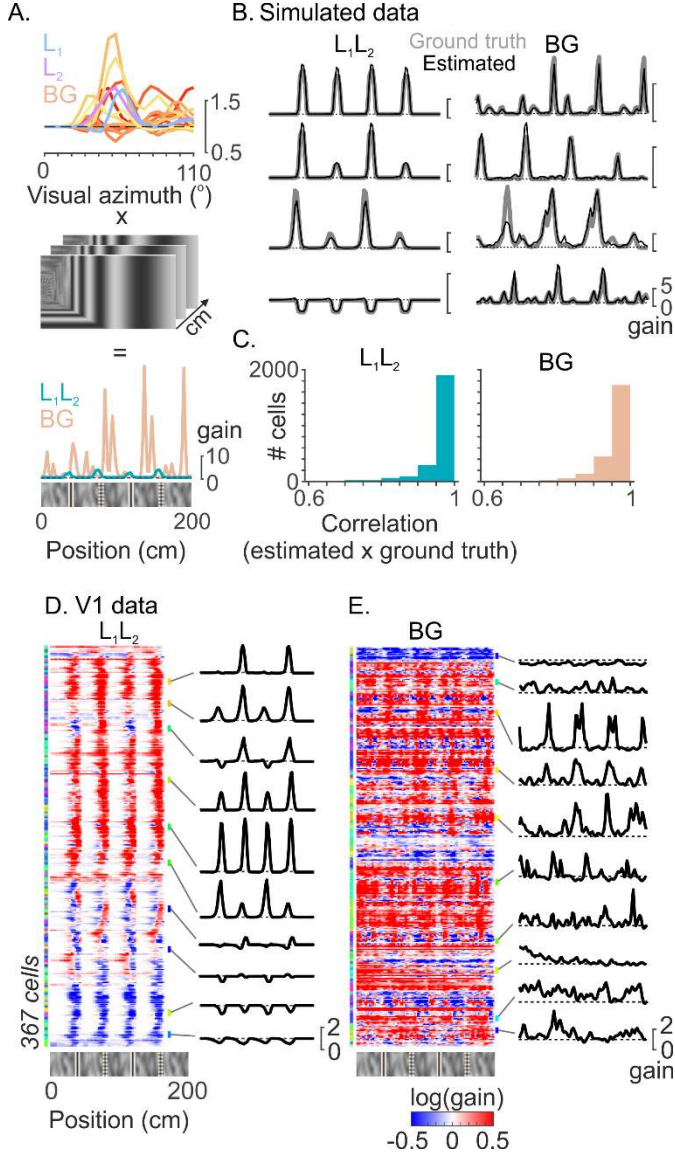 A.
L1
L2
BG
1.5
0.5
0 110
Visual azimuth (°)
x
cm
=
L1L2
BG
gain
10
0
0 200
Position (cm)
B. Simulated data
L1L2 Ground truth BG
Estimated
5
0
gain
C.
L1L2 BG
2000
# cells
0
0.6 1 0.6 1
Correlation
(estimated x ground truth)
D. V1 data
L1L2
367 cells
2
0
0 200
Position (cm)
E.
BG
2
0
gain
log(gain)
-0.5 0 0.5